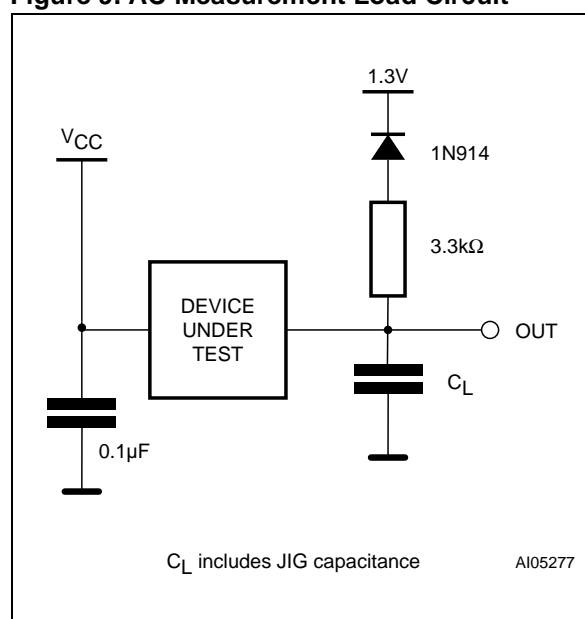 Figure 9. AC Measurement Load Circuit
1.3V
VCC
1N914
3.3kΩ
DEVICE
UNDER
TEST
OUT
CL
0.1µF
CL includes JIG capacitance
AI05277